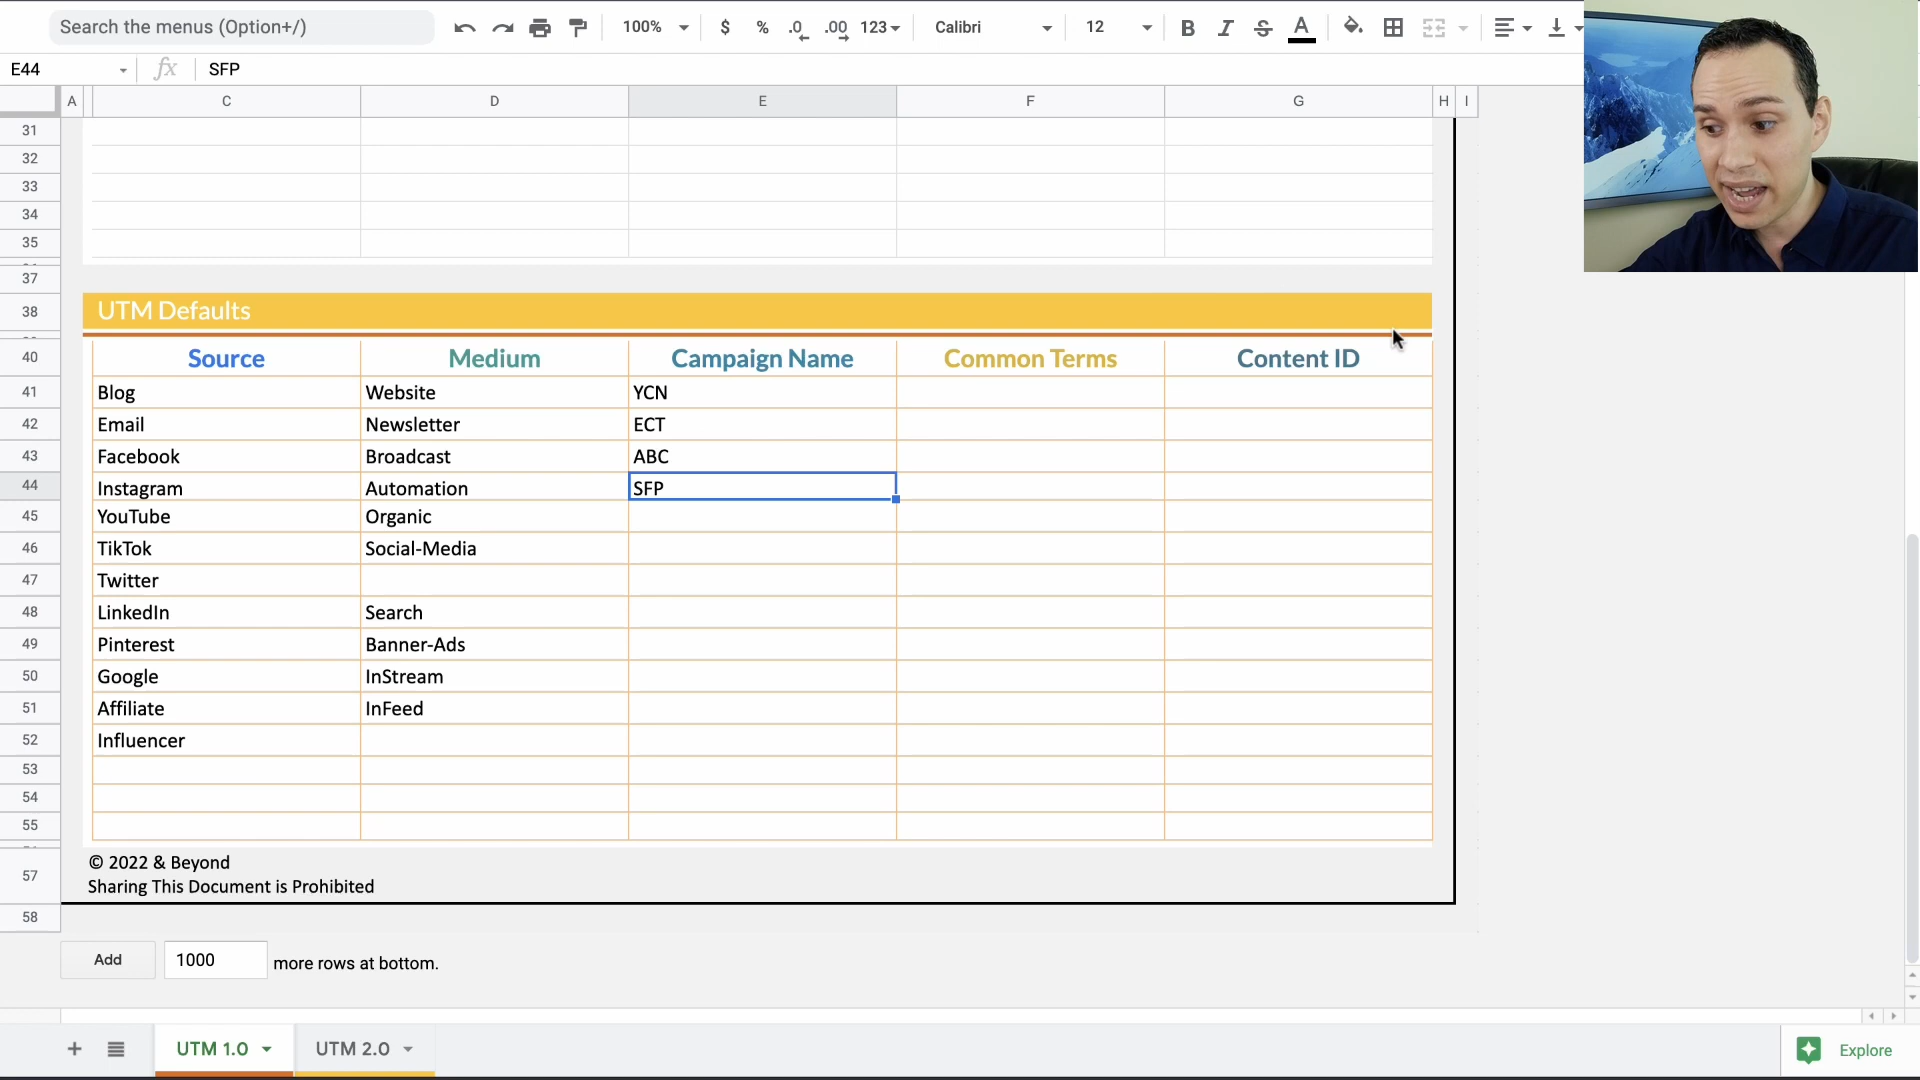 Search the menus (Option+/)
100%
$ % .0 .00 123
Calibri
12
B I S A
E44
fx
SFP
A C D E F G H I
31
32
33
34
35
37
38 UTM Defaults
40 Source Medium Campaign Name Common Terms Content ID
41 Blog Website YCN
42 Email Newsletter ECT
43 Facebook Broadcast ABC
44 Instagram Automation SFP
45 YouTube Organic
46 TikTok Social-Media
47 Twitter
48 LinkedIn Search
49 Pinterest Banner-Ads
50 Google InStream
51 Affiliate InFeed
52 Influencer
53
54
55
© 2022 & Beyond
57
Sharing This Document is Prohibited
58
Add 1000 more rows at bottom.
UTM 1.0 UTM 2.0 Explore